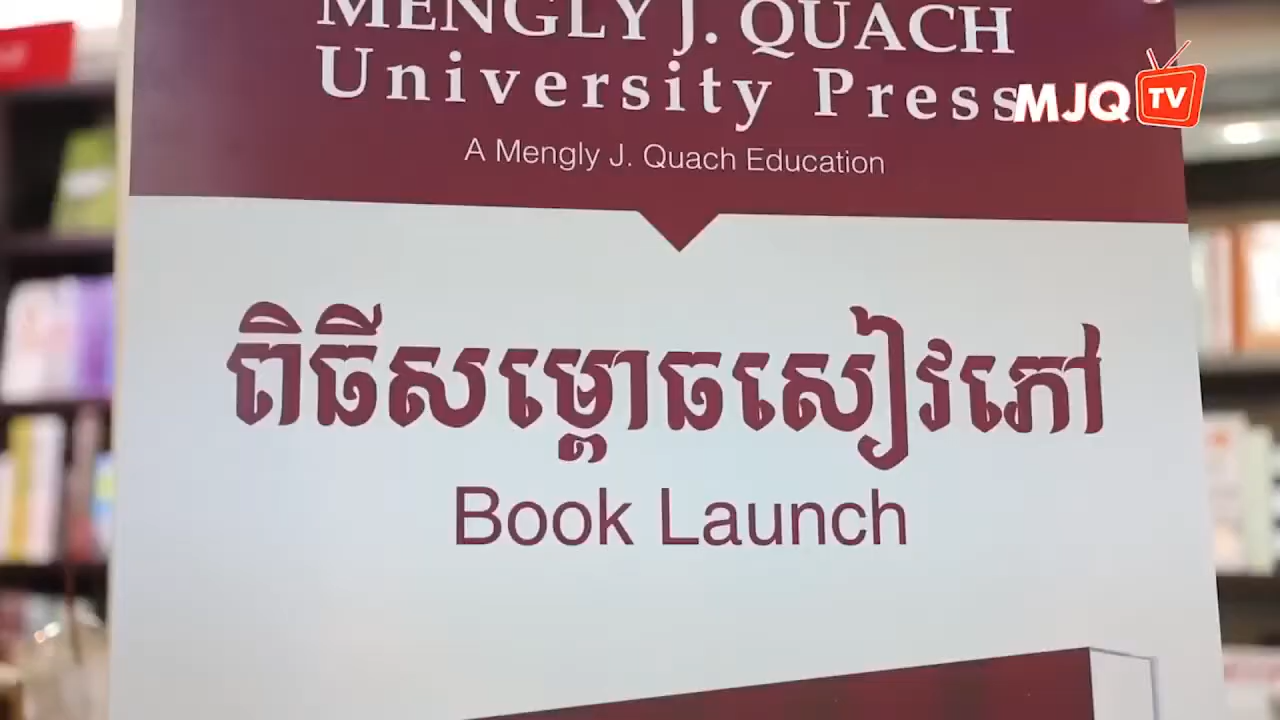 MENGLY J. QUACH
University Press
MJQ TV
A Mengly J. Quach Education
ពិធីសម្ពោធសៀវភៅ
Book Launch